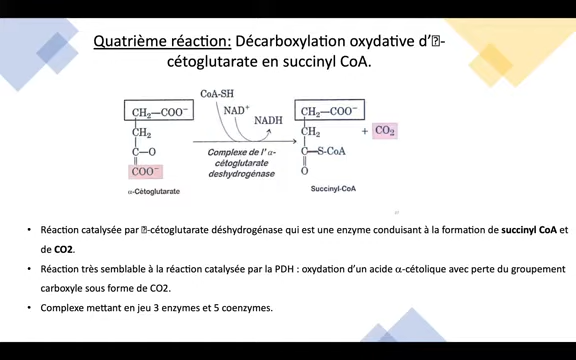 Quatrième réaction: Décarboxylation oxydative d'⍰-
cétoglutarate en succinyl CoA.
CoA-SH
NAD⁺
NADH
CH₂—COO⁻
CH₂
C—O
COO⁻
α-Cétoglutarate
Complexe de l' α-
cétoglutarate
deshydrogénase
CH₂—COO⁻
CH₂
C—S-CoA
O
+ CO₂
Succinyl-CoA
• Réaction catalysée par ⍰-cétoglutarate déshydrogénase qui est une enzyme conduisant à la formation de succinyl CoA et
de CO2.
• Réaction très semblable à la réaction catalysée par la PDH : oxydation d'un acide α-cétolique avec perte du groupement
carboxyle sous forme de CO2.
• Complexe mettant en jeu 3 enzymes et 5 coenzymes.